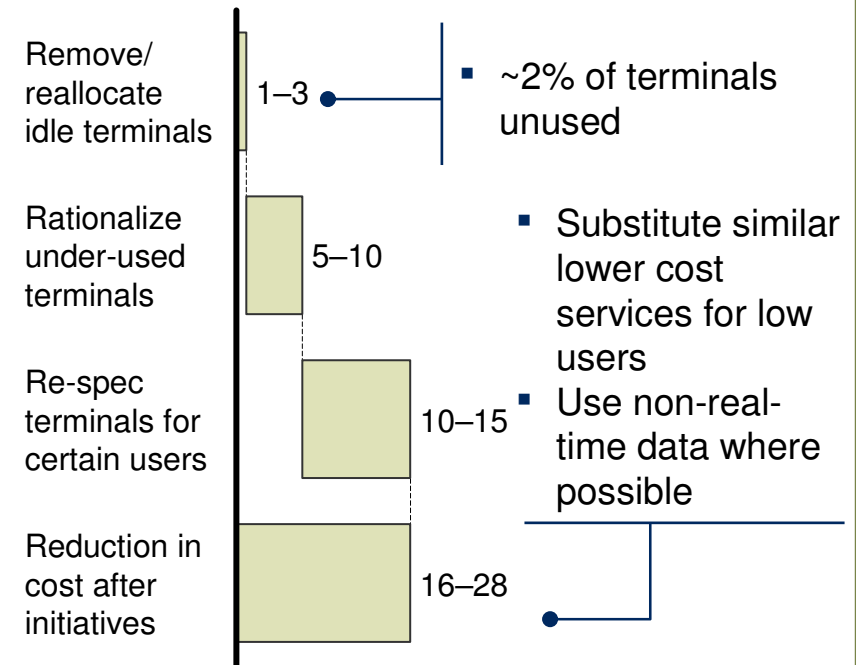 Remove/
reallocate
idle terminals
1–3
▪ ~2% of terminals
unused
Rationalize
under-used
terminals
5–10
▪ Substitute similar
lower cost
services for low
users
Re-spec
terminals for
certain users
10–15
▪ Use non-real-
time data where
possible
Reduction in
cost after
initiatives
16–28